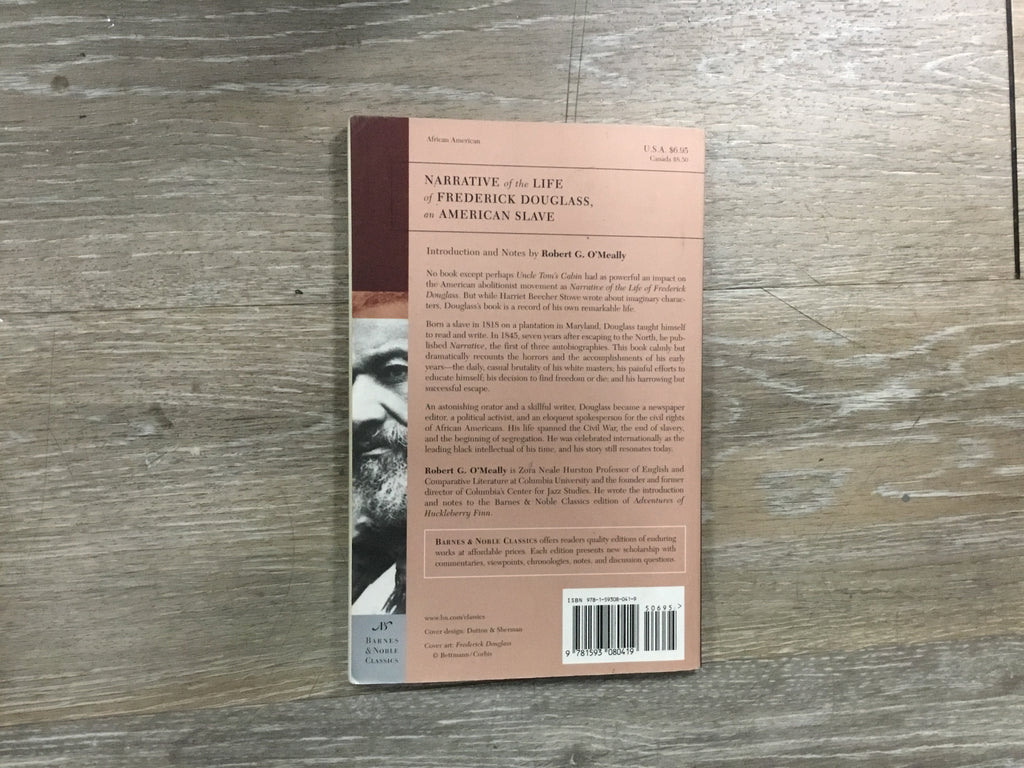 African American
U.S.A. $6.95
Canada $8.50
NARRATIVE of the LIFE
of FREDERICK DOUGLASS,
an AMERICAN SLAVE
Introduction and Notes by Robert G. O'Meally
No book except perhaps Uncle Tom's Cabin had as powerful an impact on
the American abolitionist movement as Narrative of the Life of Frederick
Douglass. But while Harriet Beecher Stowe wrote about imaginary charac-
ters, Douglass's book is a record of his own remarkable life.
Born a slave in 1818 on a plantation in Maryland, Douglass taught himself
to read and write. In 1845, seven years after escaping to the North, he pub-
lished Narrative, the first of three autobiographies. This book calmly but
dramatically recounts the horrors and the accomplishments of his early
years—the daily, casual brutality of his white masters; his painful efforts to
educate himself; his decision to find freedom or die; and his harrowing but
successful escape.
An astonishing orator and a skillful writer, Douglass became a newspaper
editor, a political activist, and an eloquent spokesperson for the civil rights
of African Americans. His life spanned the Civil War, the end of slavery,
and the beginning of segregation. He was celebrated internationally as the
leading black intellectual of his time, and his story still resonates today.
Robert G. O'Meally is Zora Neale Hurston Professor of English and
Comparative Literature at Columbia University and the founder and former
director of Columbia's Center for Jazz Studies. He wrote the introduction
and notes to the Barnes & Noble Classics edition of Adventures of
Huckleberry Finn.
BARNES & NOBLE CLASSICS offers readers quality editions of enduring
works at affordable prices. Each edition presents new scholarship with
commentaries, viewpoints, chronologies, notes, and discussion questions.
www.bn.com/classics
Cover design: Dutton & Sherman
Cover art: Frederick Douglass
© Bettmann/Corbis
ISBN 978-1-59308-041-9
50695 >
9 781593 080419
BARNES
& NOBLE
CLASSICS